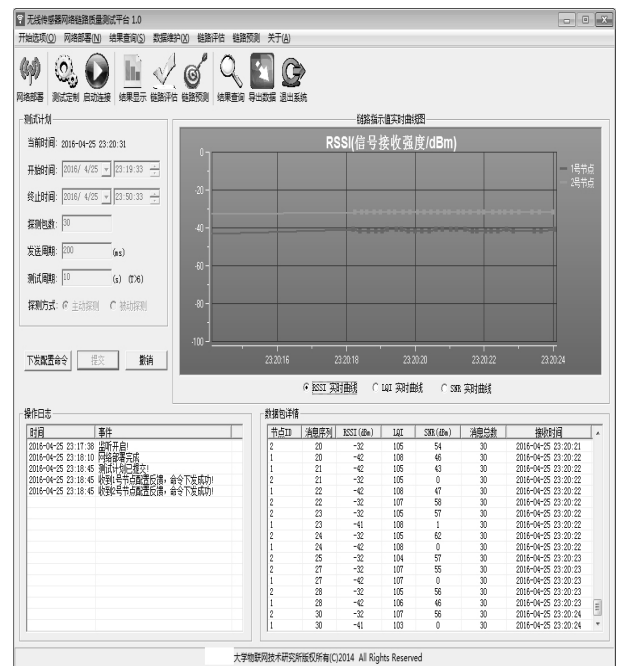 无线传感器网络链路质量测试平台 1.0
开始选项(O) 网络部署(N) 结果查询(S) 数据维护(X) 链路评估 链路预测 关于(A)
网络部署 测试定制 启动连接 结果显示 链路评估 链路预测 结果查询 导出数据 退出系统
测试计划
当前时间: 2016-04-25 23:20:31
开始时间: 2016/ 4/25 23:19:33
终止时间: 2016/ 4/25 23:50:33
探测包数: 30
发送周期: 200 (ms)
测试周期: 10 (s) (T>6)
探测方式: 主动探测 被动探测
下发配置命令 提交 撤销
链路指示值实时曲线图
RSSI(信号接收强度/dBm)
1号节点
2号节点
0
-20
-40
-60
-80
-100
23:20:16 23:20:18 23:20:20 23:20:22 23:20:24
RSSI 实时曲线 LQI 实时曲线 SNR 实时曲线
操作日志
时间 事件
2016-04-25 23:17:38 监听开启!
2016-04-25 23:18:10 网络部署完成
2016-04-25 23:18:45 测试计划已提交!
2016-04-25 23:18:45 收到1号节点配置反馈，命令下发成功!
2016-04-25 23:18:45 收到2号节点配置反馈，命令下发成功!
数据包详情
节点ID 消息序列 RSSI(dBm) LQI SNR(dBm) 消息总数 接收时间
2 20 -32 105 54 30 2016-04-25 23:20:21
1 20 -42 108 46 30 2016-04-25 23:20:22
1 21 -42 105 43 30 2016-04-25 23:20:22
2 21 -32 105 0 30 2016-04-25 23:20:22
1 22 -42 108 47 30 2016-04-25 23:20:22
2 22 -32 107 58 30 2016-04-25 23:20:22
2 23 -32 105 57 30 2016-04-25 23:20:22
1 23 -41 108 1 30 2016-04-25 23:20:22
2 24 -32 105 62 30 2016-04-25 23:20:22
1 24 -42 108 0 30 2016-04-25 23:20:23
2 25 -32 104 57 30 2016-04-25 23:20:23
2 27 -32 107 55 30 2016-04-25 23:20:23
1 27 -42 107 0 30 2016-04-25 23:20:23
2 28 -32 105 56 30 2016-04-25 23:20:23
1 28 -42 106 46 30 2016-04-25 23:20:23
2 30 -32 107 56 30 2016-04-25 23:20:24
1 30 -41 103 0 30 2016-04-25 23:20:24
大学物联网技术研究所版权所有(C)2014 All Rights Reserved